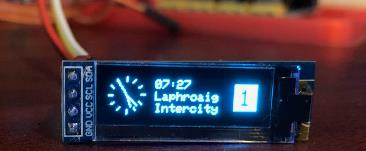 GND VCC SCL SDA
07:27
Laphroaig
Intercity
1